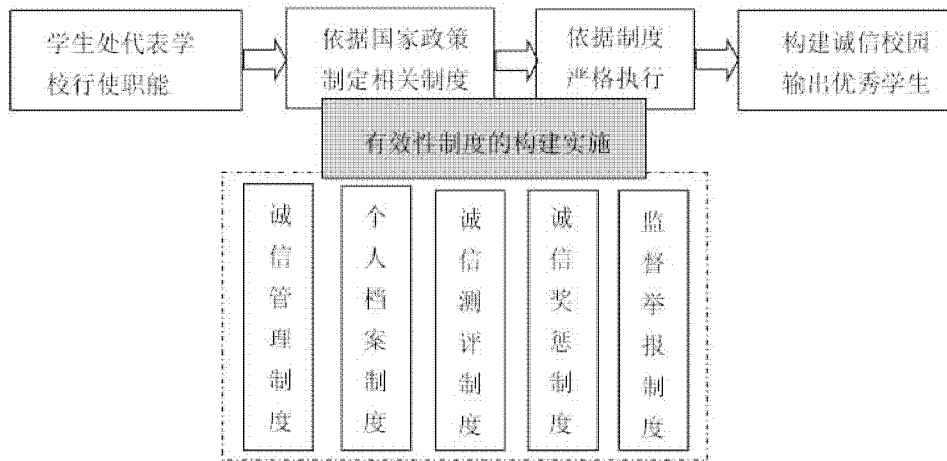 学生处代表学
校行使职能
依据国家政策
制定相关制度
依据制度
严格执行
构建诚信校园
输出优秀学生
有效性制度的构建实施
诚信管理制度
个人档案制度
诚信测评制度
诚信奖惩制度
监督举报制度